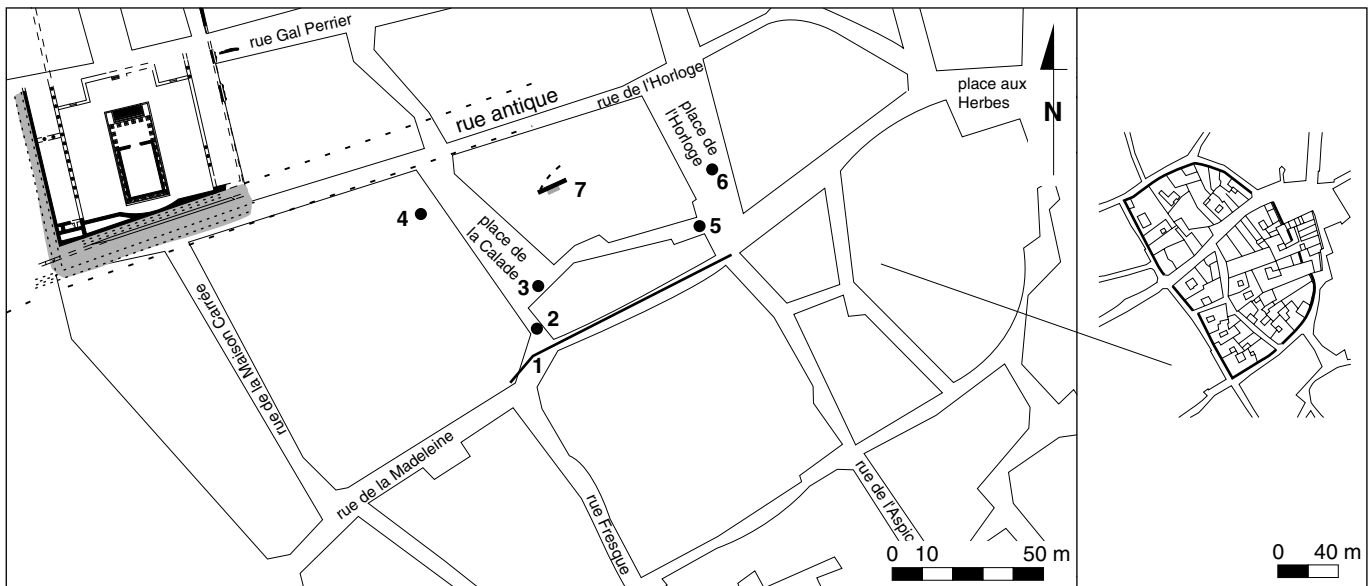 rue Gal Perrier
rue antique
rue de l'Horloge
place de
l'Horloge
place aux
Herbes
N
7
6
5
4
place de
la Calade
3
2
1
rue de la Maison Carrée
rue de la Madeleine
rue Fresque
rue de l'Aspic
0 10 50 m
0 40 m